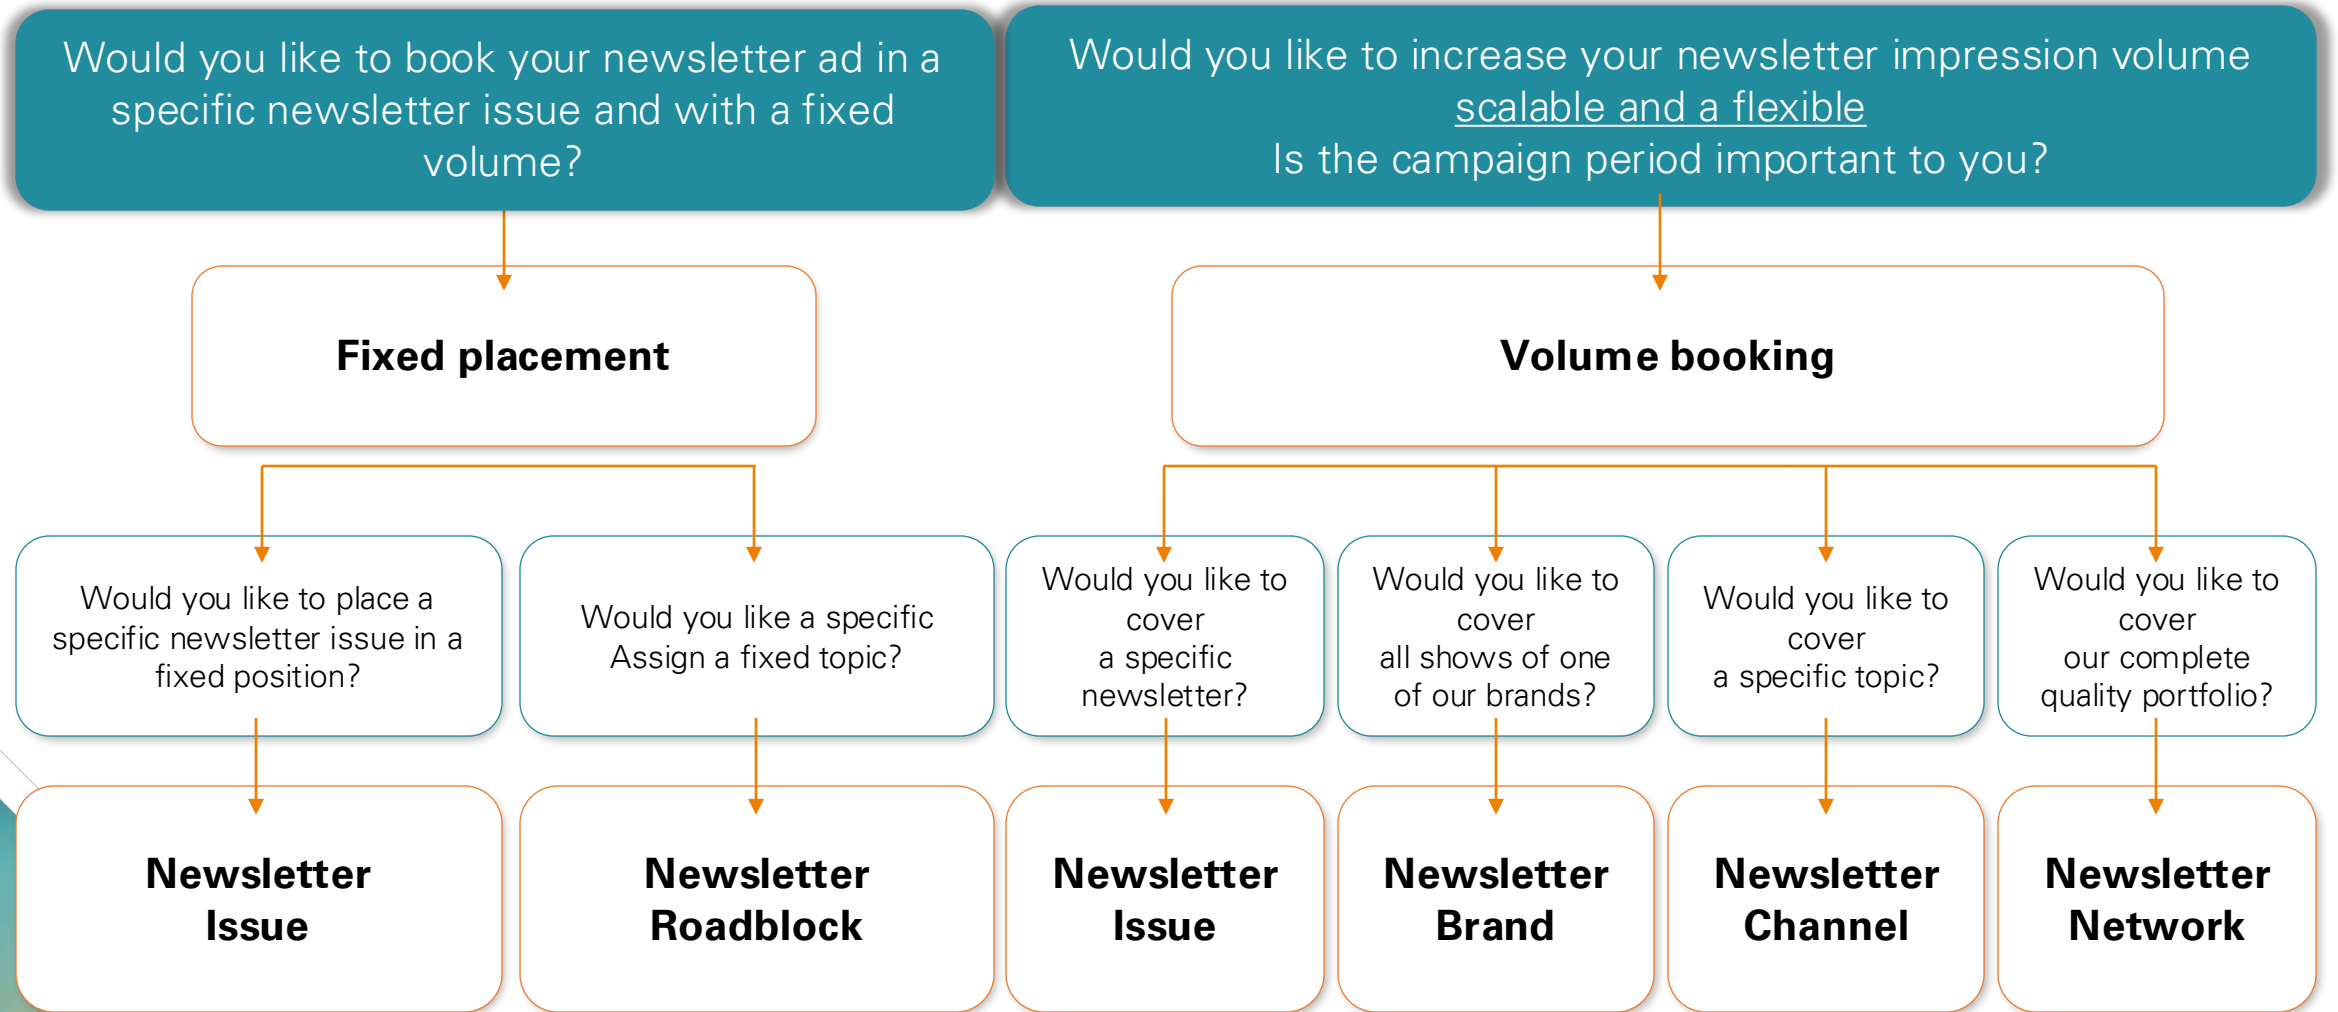 Would you like to book your newsletter ad in a
specific newsletter issue and with a fixed
volume?
Would you like to increase your newsletter impression volume
scalable and a flexible
Is the campaign period important to you?
Fixed placement
Volume booking
Would you like to place a
specific newsletter issue in a
fixed position?
Would you like a specific
Assign a fixed topic?
Would you like to
cover
a specific
newsletter?
Would you like to
cover
all shows of one
of our brands?
Would you like to
cover
a specific topic?
Would you like to
cover
our complete
quality portfolio?
Newsletter
Issue
Newsletter
Roadblock
Newsletter
Issue
Newsletter
Brand
Newsletter
Channel
Newsletter
Network